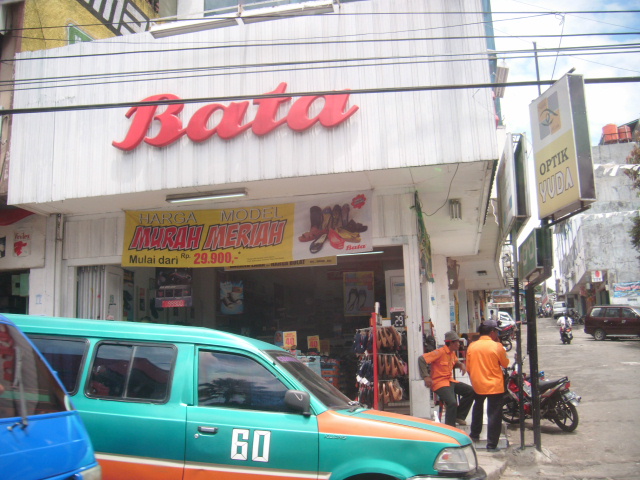 Bata
HARGA MODEL
MURAH MERIAH
Mulai dari Rp. 29.900,-
Bata
OPTIK
YUDA
60